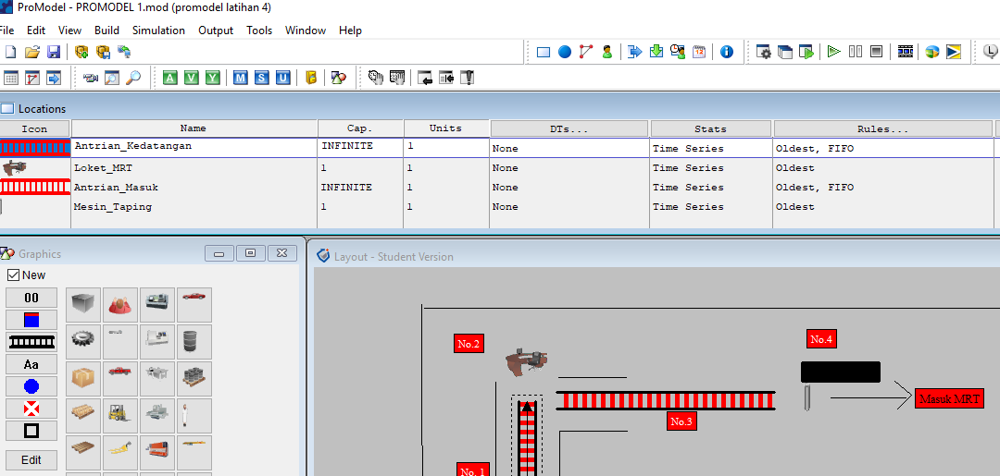 ProModel - PROMODEL 1.mod (promodel latihan 4)
File Edit View Build Simulation Output Tools Window Help
A V Y M S U
Locations
Icon Name Cap. Units DTs... Stats Rules...
Antrian_Kedatangan INFINITE 1 None Time Series Oldest, FIFO
Loket_MRT 1 1 None Time Series Oldest
Antrian_Masuk INFINITE 1 None Time Series Oldest, FIFO
Mesin_Taping 1 1 None Time Series Oldest
Graphics
New
00
Aa
Edit
Layout - Student Version
No.2
No.4
Masuk MRT
No.3
No. 1